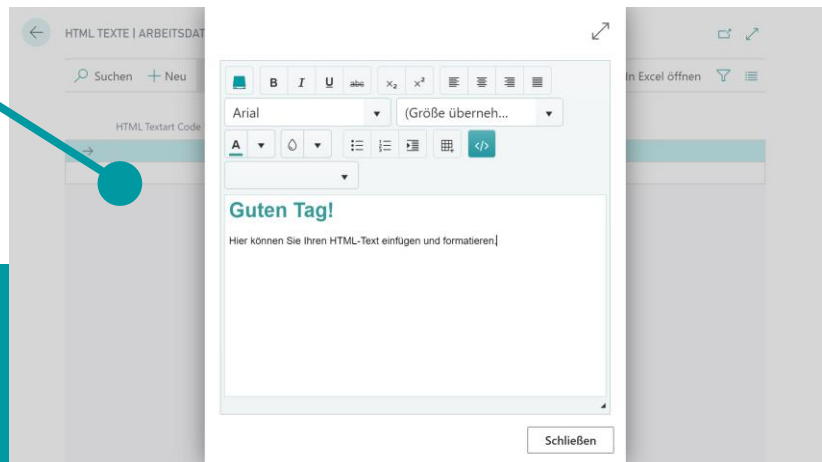 HTML TEXTE | ARBEITSDAT
Suchen + Neu
In Excel öffnen
B I U abc x₂ x²
Arial
(Größe überneh...
A
</>
HTML Textart Code
Guten Tag!
Hier können Sie Ihren HTML-Text einfügen und formatieren.
Schließen